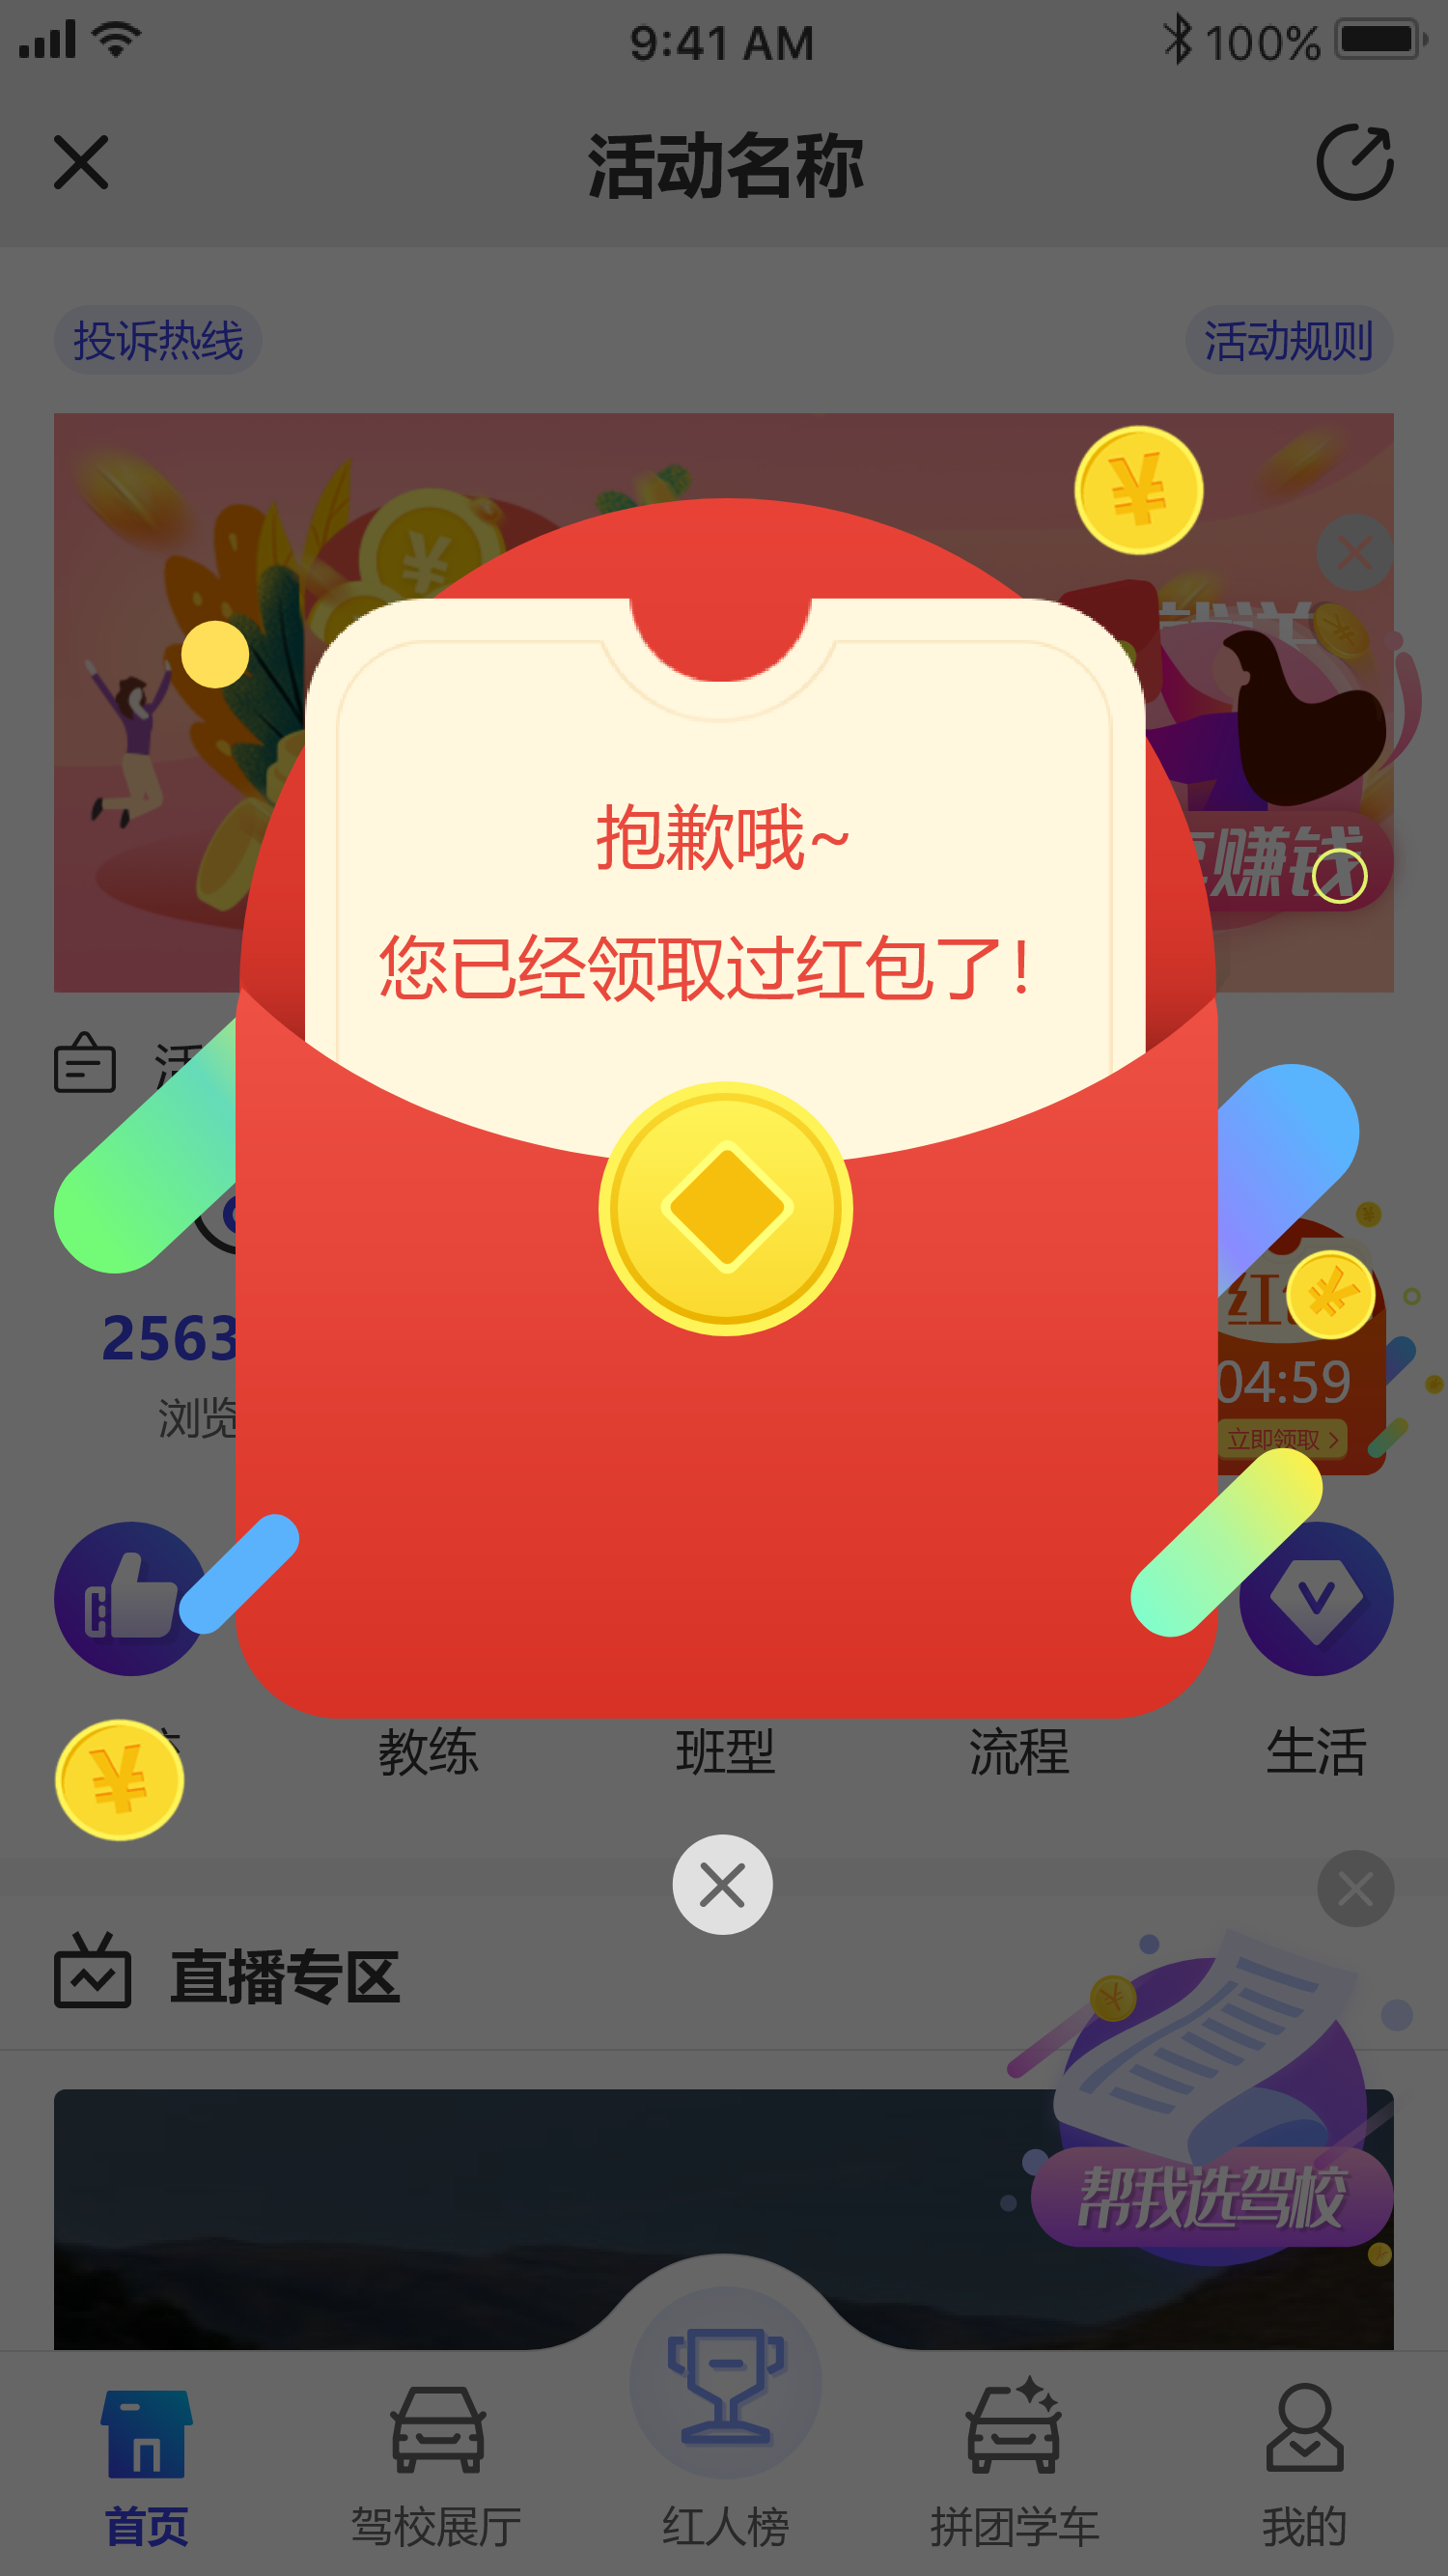 9:41 AM
100%
活动名称
投诉热线
活动规则
赚钱
抱歉哦~
您已经领取过红包了!
活
2563
浏览
红
04:59
立即领取
教练
班型
流程
生活
直播专区
帮我选驾校
首页
驾校展厅
红人榜
拼团学车
我的